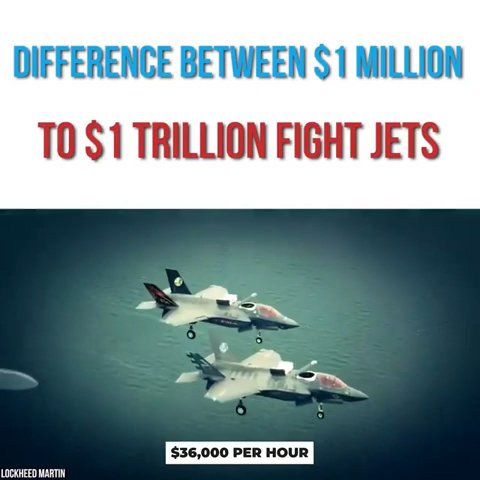 DIFFERENCE BETWEEN $1 MILLION
TO $1 TRILLION FIGHT JETS
$36,000 PER HOUR
LOCKHEED MARTIN